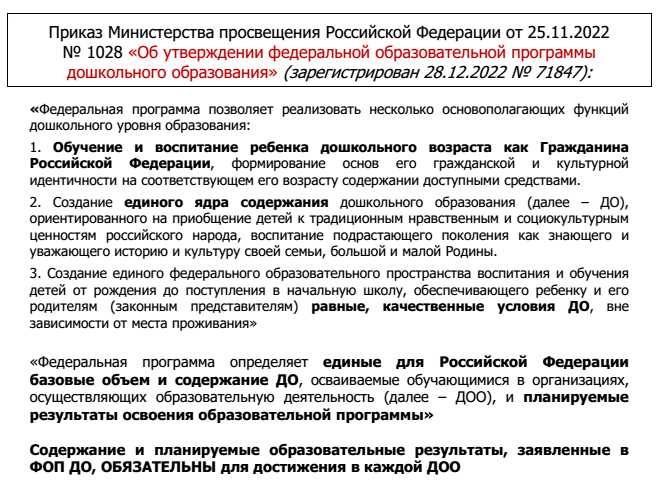 Приказ Министерства просвещения Российской Федерации от 25.11.2022
№ 1028 «Об утверждении федеральной образовательной программы
дошкольного образования» (зарегистрирован 28.12.2022 № 71847):
«Федеральная программа позволяет реализовать несколько основополагающих функций
дошкольного уровня образования:
1. Обучение и воспитание ребенка дошкольного возраста как Гражданина
Российской Федерации, формирование основ его гражданской и культурной
идентичности на соответствующем его возрасту содержании доступными средствами.
2. Создание единого ядра содержания дошкольного образования (далее – ДО),
ориентированного на приобщение детей к традиционным нравственным и социокультурным
ценностям российского народа, воспитание подрастающего поколения как знающего и
уважающего историю и культуру своей семьи, большой и малой Родины.
3. Создание единого федерального образовательного пространства воспитания и обучения
детей от рождения до поступления в начальную школу, обеспечивающего ребенку и его
родителям (законным представителям) равные, качественные условия ДО, вне
зависимости от места проживания»
«Федеральная программа определяет единые для Российской Федерации
базовые объем и содержание ДО, осваиваемые обучающимися в организациях,
осуществляющих образовательную деятельность (далее – ДОО), и планируемые
результаты освоения образовательной программы»
Содержание и планируемые образовательные результаты, заявленные в
ФОП ДО, ОБЯЗАТЕЛЬНЫ для достижения в каждой ДОО